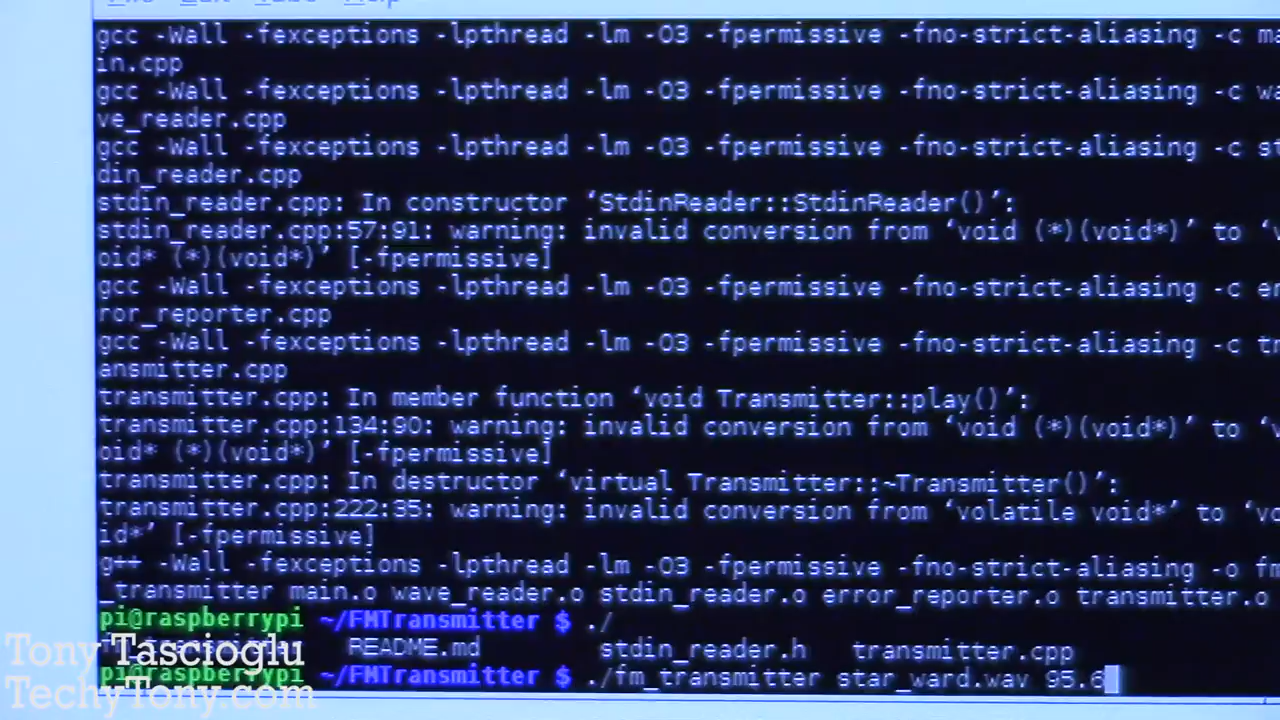 gcc -Wall -fexceptions -lpthread -lm -O3 -fpermissive -fno-strict-aliasing -c ma
in.cpp
gcc -Wall -fexceptions -lpthread -lm -O3 -fpermissive -fno-strict-aliasing -c wa
ve_reader.cpp
gcc -Wall -fexceptions -lpthread -lm -O3 -fpermissive -fno-strict-aliasing -c st
din_reader.cpp
stdin_reader.cpp: In constructor ‘StdinReader::StdinReader()’:
stdin_reader.cpp:57:91: warning: invalid conversion from ‘void (*)(void*)’ to ‘v
oid* (*)(void*)’ [-fpermissive]
gcc -Wall -fexceptions -lpthread -lm -O3 -fpermissive -fno-strict-aliasing -c er
ror_reporter.cpp
gcc -Wall -fexceptions -lpthread -lm -O3 -fpermissive -fno-strict-aliasing -c tr
ansmitter.cpp
transmitter.cpp: In member function ‘void Transmitter::play()’:
transmitter.cpp:134:90: warning: invalid conversion from ‘void (*)(void*)’ to ‘v
oid* (*)(void*)’ [-fpermissive]
transmitter.cpp: In destructor ‘virtual Transmitter::~Transmitter()’:
transmitter.cpp:222:35: warning: invalid conversion from ‘volatile void*’ to ‘vo
id*’ [-fpermissive]
g++ -Wall -fexceptions -lpthread -lm -O3 -fpermissive -fno-strict-aliasing -o fm
_transmitter main.o wave_reader.o stdin_reader.o error_reporter.o transmitter.o
pi@raspberrypi ~/FMTransmitter $ ./
README.md stdin_reader.h transmitter.cpp
pi@raspberrypi ~/FMTransmitter $ ./fm_transmitter star_ward.wav 95.6
Tony Tascioglu
TechyTony.com